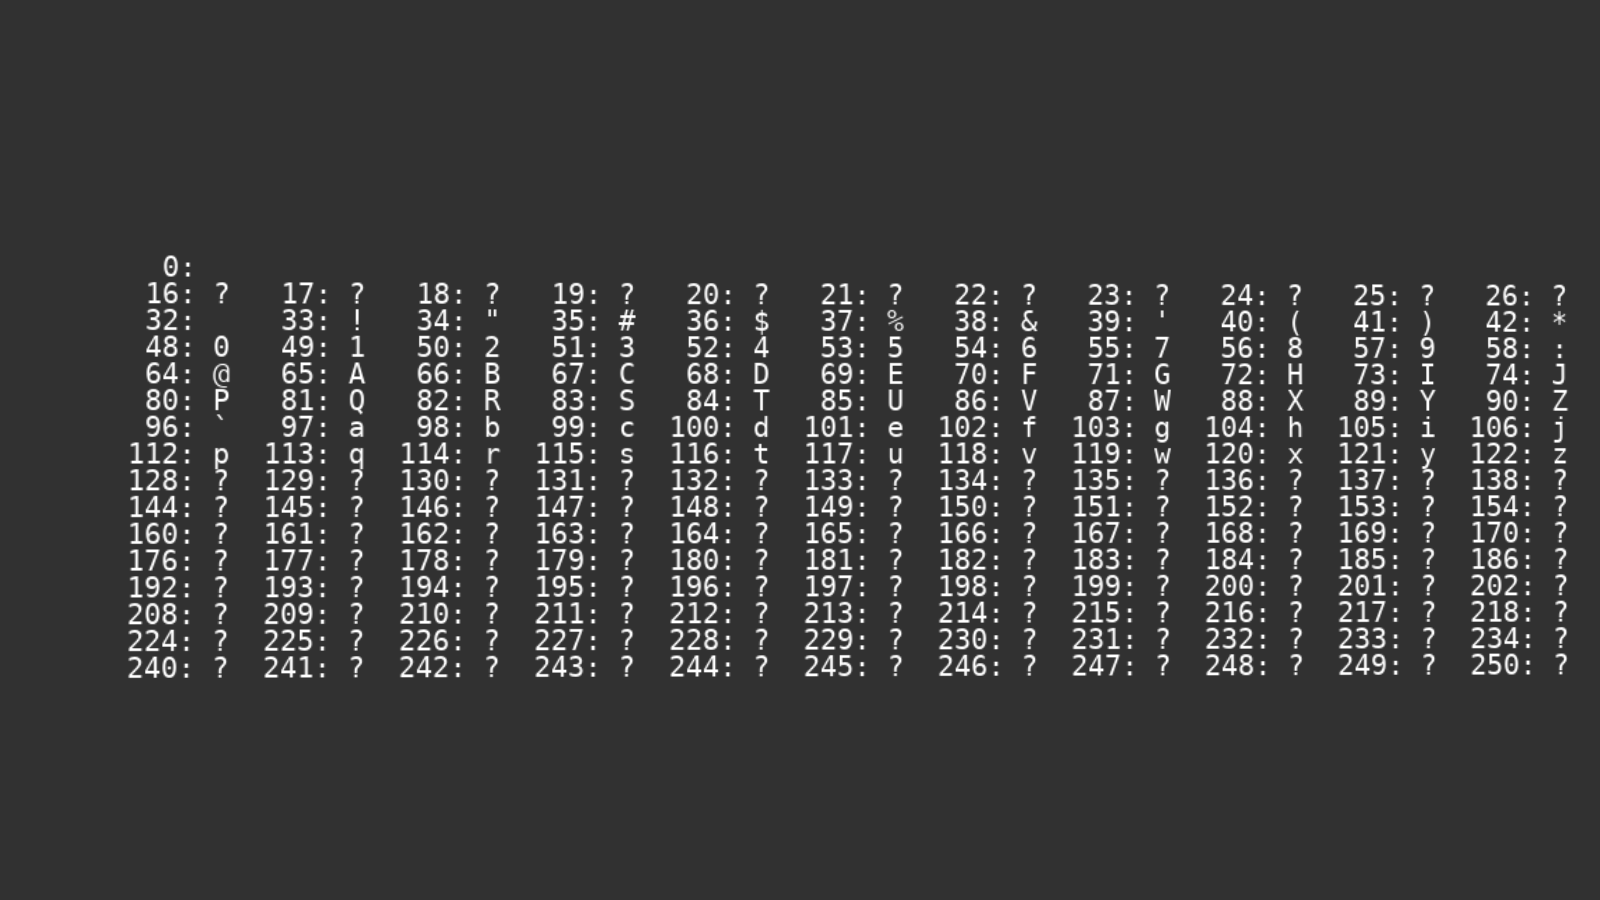 0:
16: ? 17: ? 18: ? 19: ? 20: ? 21: ? 22: ? 23: ? 24: ? 25: ? 26: ?
32: 33: ! 34: " 35: # 36: $ 37: % 38: & 39: ' 40: ( 41: ) 42: *
48: 0 49: 1 50: 2 51: 3 52: 4 53: 5 54: 6 55: 7 56: 8 57: 9 58: :
64: @ 65: A 66: B 67: C 68: D 69: E 70: F 71: G 72: H 73: I 74: J
80: P 81: Q 82: R 83: S 84: T 85: U 86: V 87: W 88: X 89: Y 90: Z
96: ` 97: a 98: b 99: c 100: d 101: e 102: f 103: g 104: h 105: i 106: j
112: p 113: q 114: r 115: s 116: t 117: u 118: v 119: w 120: x 121: y 122: z
128: ? 129: ? 130: ? 131: ? 132: ? 133: ? 134: ? 135: ? 136: ? 137: ? 138: ?
144: ? 145: ? 146: ? 147: ? 148: ? 149: ? 150: ? 151: ? 152: ? 153: ? 154: ?
160: ? 161: ? 162: ? 163: ? 164: ? 165: ? 166: ? 167: ? 168: ? 169: ? 170: ?
176: ? 177: ? 178: ? 179: ? 180: ? 181: ? 182: ? 183: ? 184: ? 185: ? 186: ?
192: ? 193: ? 194: ? 195: ? 196: ? 197: ? 198: ? 199: ? 200: ? 201: ? 202: ?
208: ? 209: ? 210: ? 211: ? 212: ? 213: ? 214: ? 215: ? 216: ? 217: ? 218: ?
224: ? 225: ? 226: ? 227: ? 228: ? 229: ? 230: ? 231: ? 232: ? 233: ? 234: ?
240: ? 241: ? 242: ? 243: ? 244: ? 245: ? 246: ? 247: ? 248: ? 249: ? 250: ?